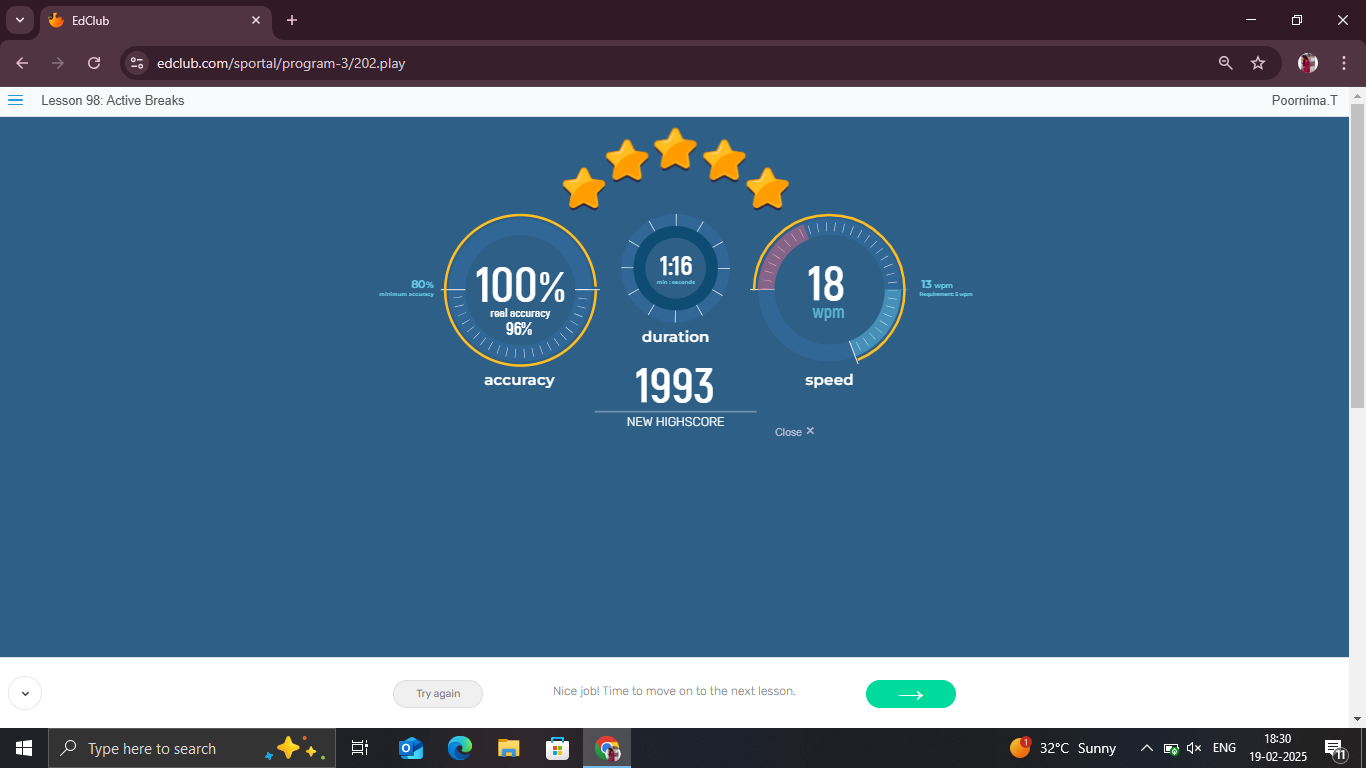 EdClub
edclub.com/sportal/program-3/202.play
Lesson 98: Active Breaks
Poornima.T
80%
minimum accuracy
100%
real accuracy
96%
accuracy
1:16
min : seconds
duration
18
wpm
speed
13 wpm
Requirement: 5 wpm
1993
NEW HIGHSCORE
Close ×
Try again
Nice job! Time to move on to the next lesson.
Type here to search
1
32°C Sunny
ENG
18:30
19-02-2025
11